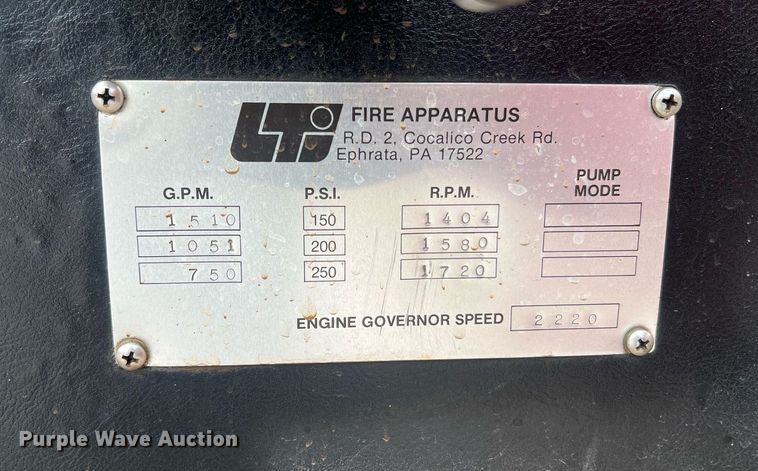 LTI FIRE APPARATUS
R.D. 2, Cocalico Creek Rd.
Ephrata, PA 17522
G.P.M. P.S.I. R.P.M. PUMP MODE
1510 150 1404
1051 200 1580
750 250 1720
ENGINE GOVERNOR SPEED 2220
Purple Wave Auction